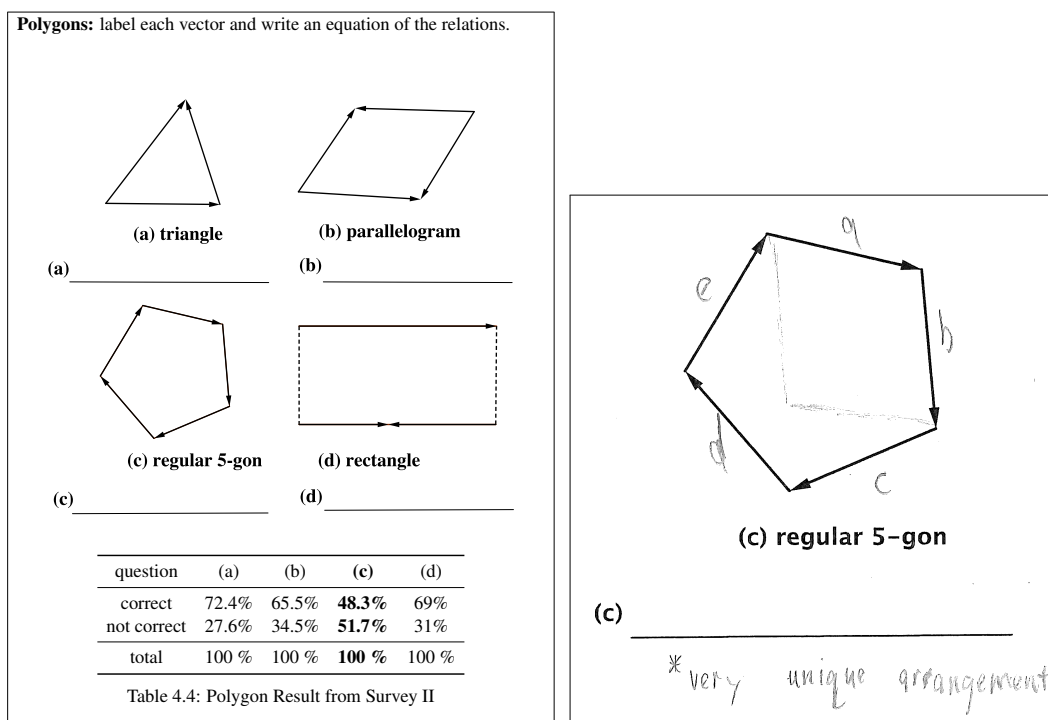 Polygons: label each vector and write an equation of the relations.
(a) triangle
(b) parallelogram
(a)
(b)
(c) regular 5-gon
(d) rectangle
(c)
(d)
question (a) (b) (c) (d)
correct 72.4% 65.5% 48.3% 69%
not correct 27.6% 34.5% 51.7% 31%
total 100 % 100 % 100 % 100 %
Table 4.4: Polygon Result from Survey II
a
e
b
d
c
(c) regular 5-gon
(c)
*very unique arrangement